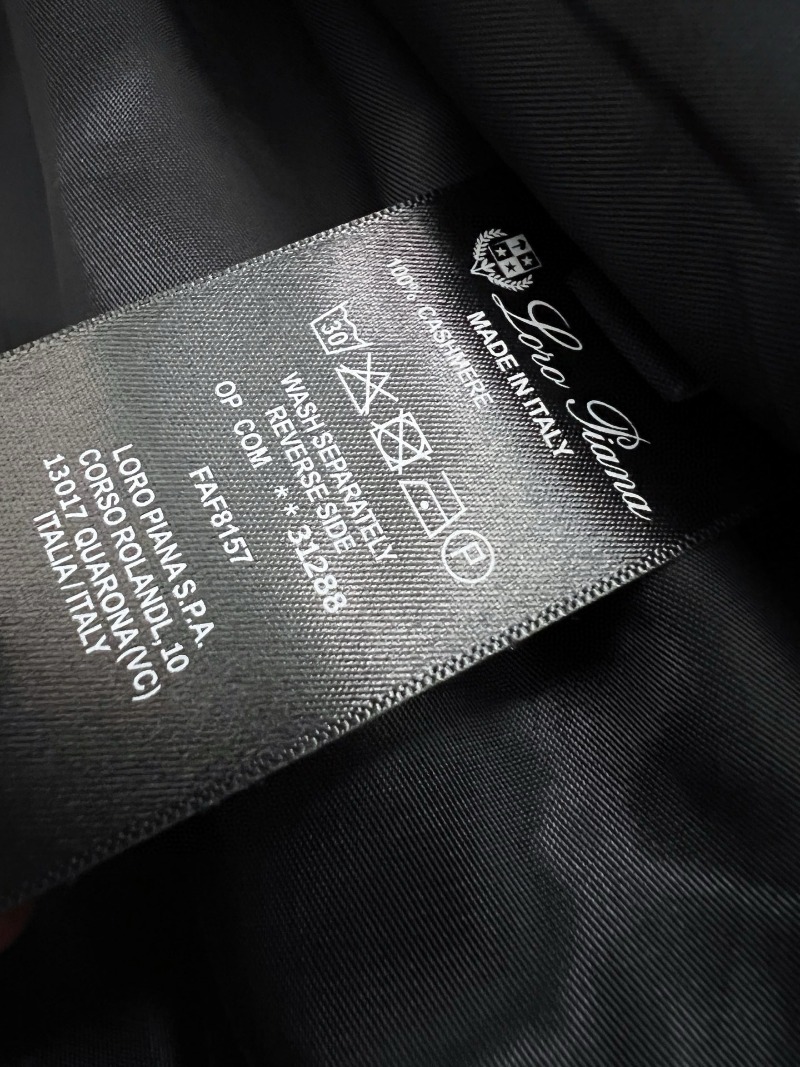 Loro Piana
MADE IN ITALY
100% CASHMERE
30
P
WASH SEPARATELY
REVERSE SIDE
OP COM ** 31288
FAF8157
LORO PIANA S.P.A.
CORSO ROLANDI,10
13017 QUARONA(VC)
ITALIA/ITALY